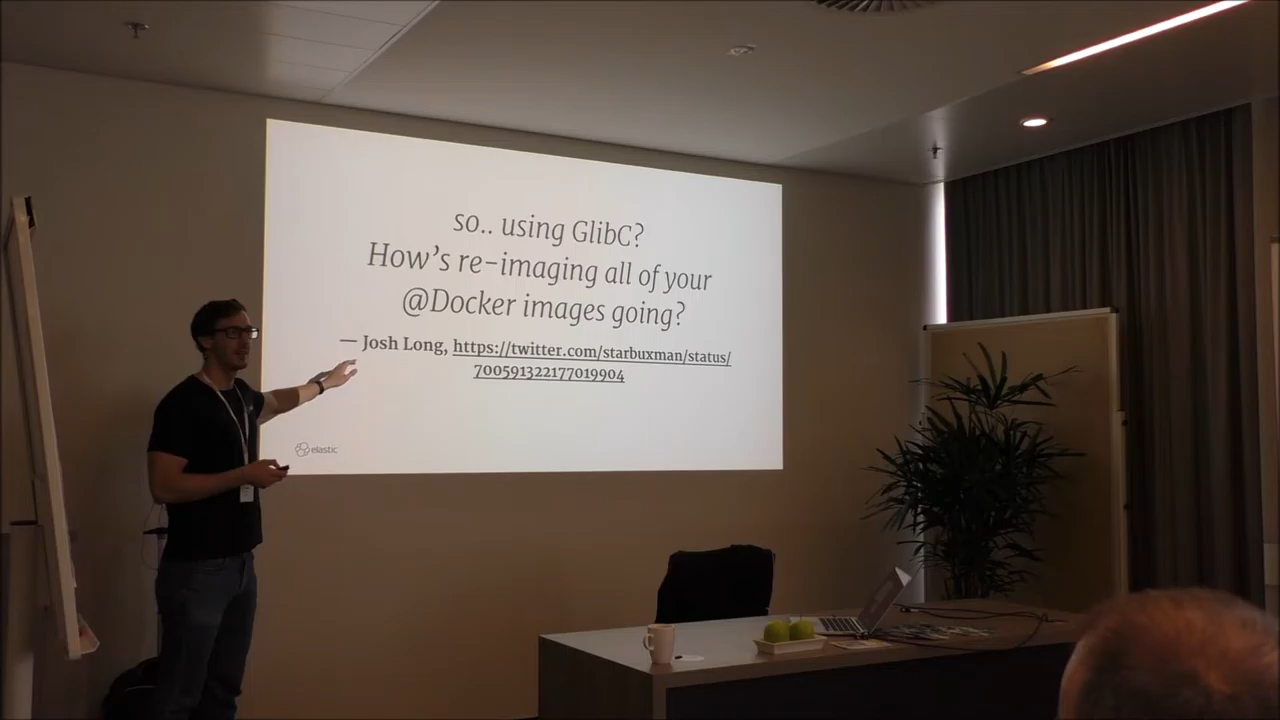 so.. using GlibC?
How's re-imaging all of your
@Docker images going?
— Josh Long, https://twitter.com/starbuxman/status/
700591322177019904
elastic